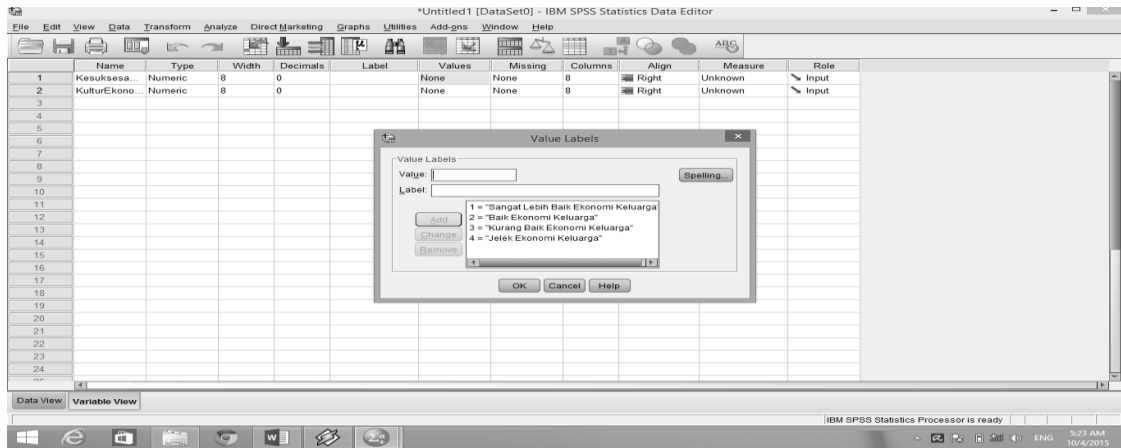 *Untitled1 [DataSet0] - IBM SPSS Statistics Data Editor
File Edit View Data Transform Analyze Direct Marketing Graphs Utilities Add-ons Window Help
Name Type Width Decimals Label Values Missing Columns Align Measure Role
1 Kesuksesa... Numeric 8 0 None None 8 Right Unknown Input
2 KulturEkono... Numeric 8 0 None None 8 Right Unknown Input
3
4
5
6
7
8
9
10
11
12
13
14
15
16
17
18
19
20
21
22
23
24
Value Labels
Value Labels
Value:
Spelling...
Label:
Add
Change
Remove
1 = "Sangat Lebih Baik Ekonomi Keluarga"
2 = "Baik Ekonomi Keluarga"
3 = "Kurang Baik Ekonomi Keluarga"
4 = "Jelek Ekonomi Keluarga"
OK Cancel Help
Data View Variable View
IBM SPSS Statistics Processor is ready
ENG 5:23 AM
10/4/2015